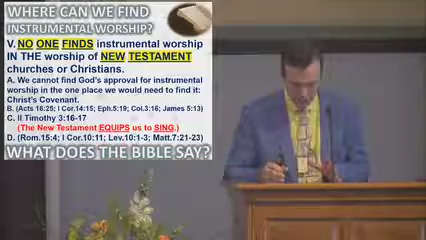 WHERE CAN WE FIND
INSTRUMENTAL WORSHIP?
V. NO ONE FINDS instrumental worship
IN THE worship of NEW TESTAMENT
churches or Christians.
A. We cannot find God's approval for instrumental
worship in the one place we would need to find it:
Christ's Covenant.
B. (Acts 16:25; I Cor.14:15; Eph.5:19; Col.3:16; James 5:13)
C. II Timothy 3:16-17
(The New Testament EQUIPS us to SING.)
D. (Rom.15:4; I Cor.10:11; Lev.10:1-3; Matt.7:21-23)
WHAT DOES THE BIBLE SAY?